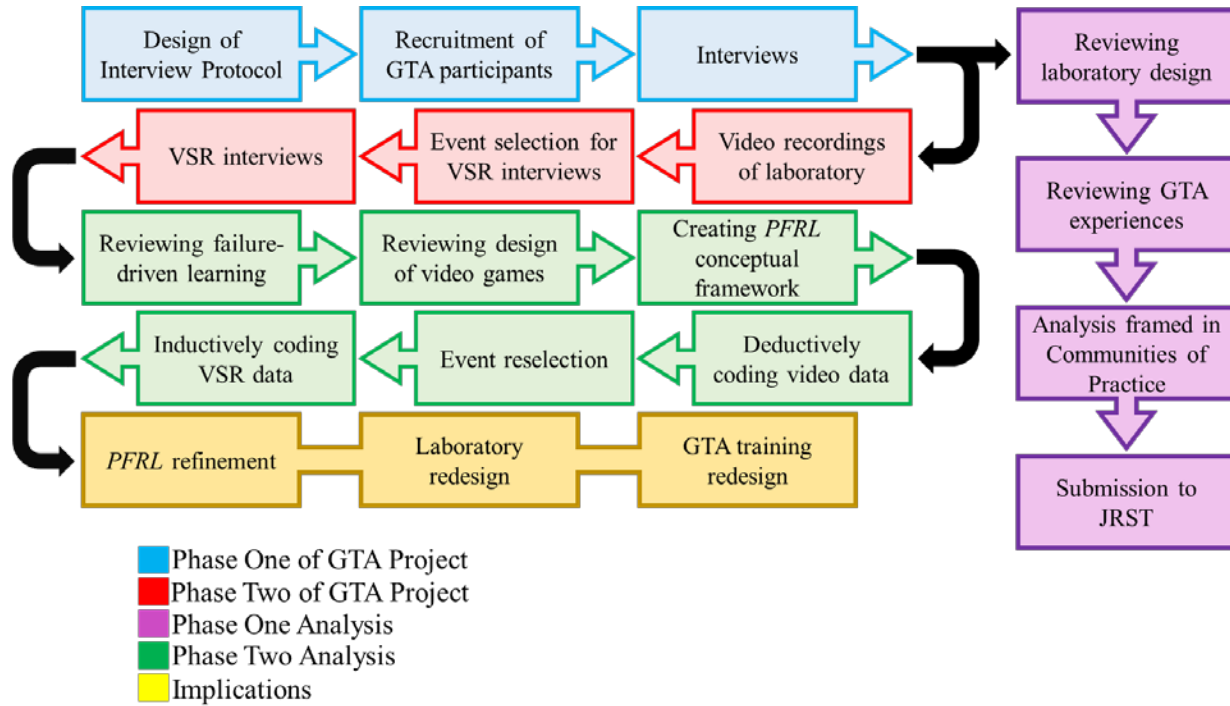 Design of
Interview Protocol
Recruitment of
GTA participants
Interviews
Reviewing
laboratory design
VSR interviews
Event selection for
VSR interviews
Video recordings
of laboratory
Reviewing GTA
experiences
Reviewing failure-
driven learning
Reviewing design
of video games
Creating PFRL
conceptual
framework
Analysis framed in
Communities of
Practice
Inductively coding
VSR data
Event reselection
Deductively
coding video data
PFRL refinement
Laboratory
redesign
GTA training
redesign
Submission to
JRST
Phase One of GTA Project
Phase Two of GTA Project
Phase One Analysis
Phase Two Analysis
Implications